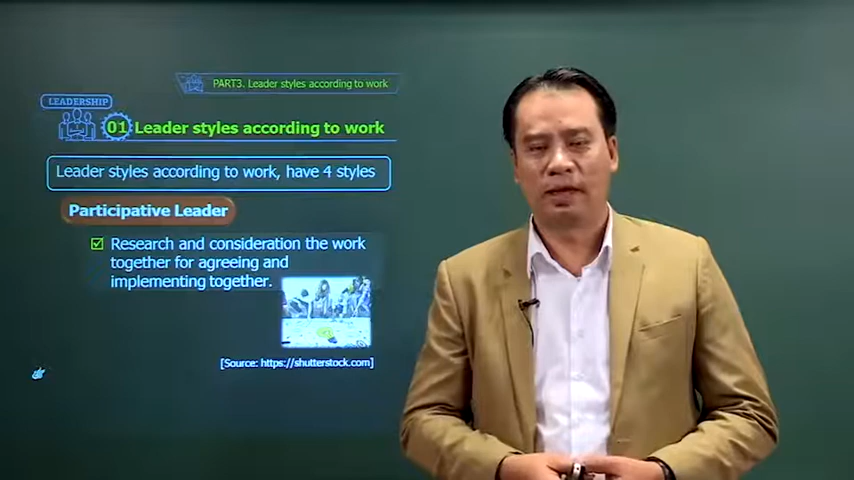 PART3. Leader styles according to work
LEADERSHIP
01 Leader styles according to work
Leader styles according to work, have 4 styles
Participative Leader
Research and consideration the work
together for agreeing and
implementing together.
[Source: https://shutterstock.com]